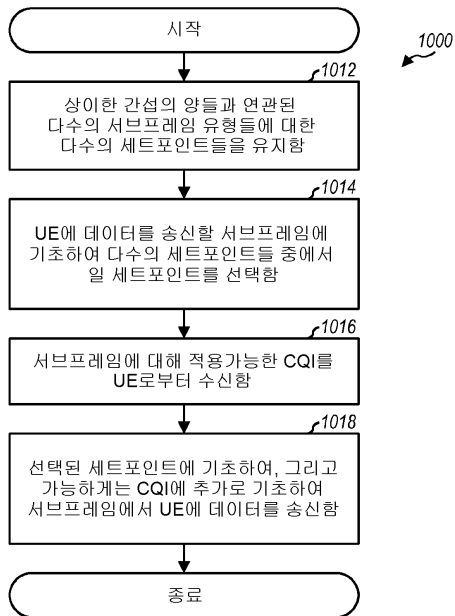 시작
1000
1012
상이한 간섭의 양들과 연관된
다수의 서브프레임 유형들에 대한
다수의 세트포인트들을 유지함
1014
UE에 데이터를 송신할 서브프레임에
기초하여 다수의 세트포인트들 중에서
일 세트포인트를 선택함
1016
서브프레임에 대해 적용가능한 CQI를
UE로부터 수신함
1018
선택된 세트포인트에 기초하여, 그리고
가능하게는 CQI에 추가로 기초하여
서브프레임에서 UE에 데이터를 송신함
종료